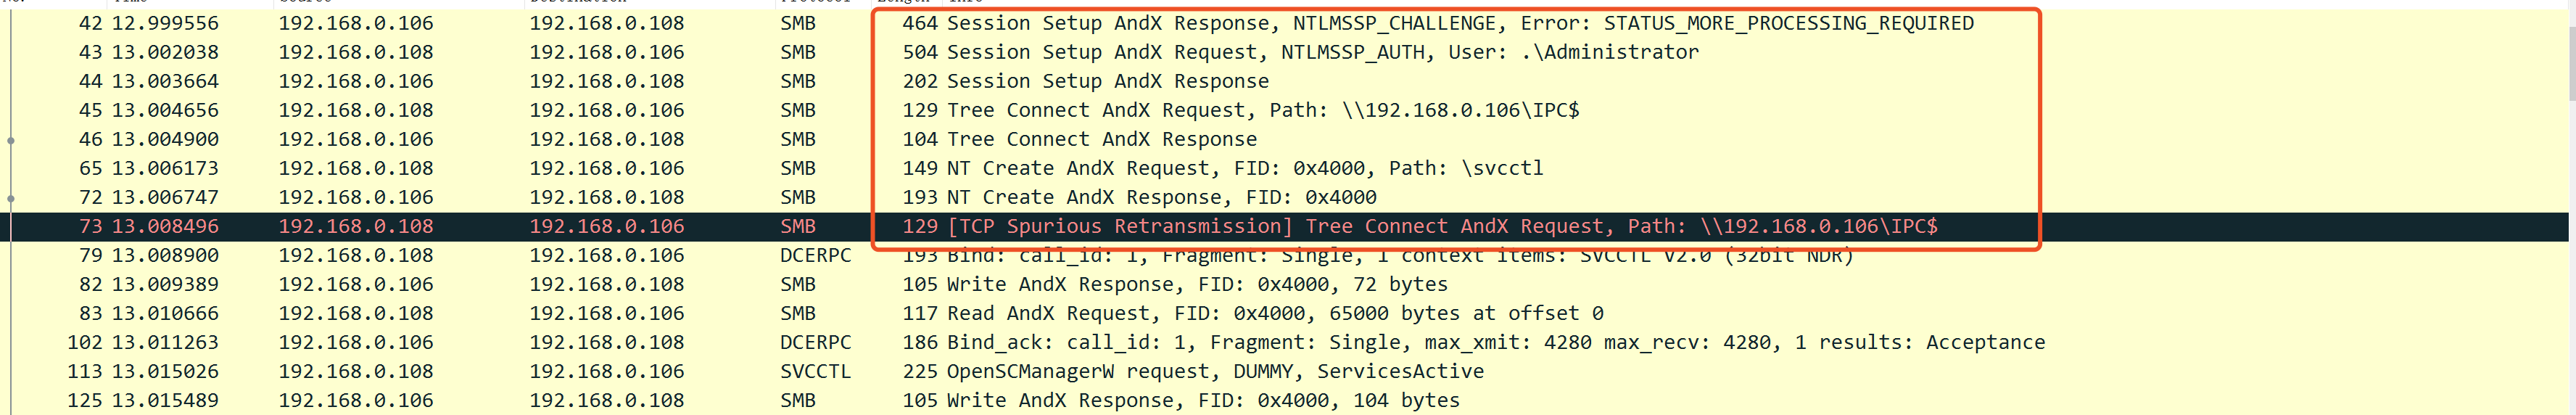 42 12.999556 192.168.0.106 192.168.0.108 SMB 464 Session Setup AndX Response, NTLMSSP_CHALLENGE, Error: STATUS_MORE_PROCESSING_REQUIRED
43 13.002038 192.168.0.108 192.168.0.106 SMB 504 Session Setup AndX Request, NTLMSSP_AUTH, User: .\Administrator
44 13.003664 192.168.0.106 192.168.0.108 SMB 202 Session Setup AndX Response
45 13.004656 192.168.0.108 192.168.0.106 SMB 129 Tree Connect AndX Request, Path: \\192.168.0.106\IPC$
46 13.004900 192.168.0.106 192.168.0.108 SMB 104 Tree Connect AndX Response
65 13.006173 192.168.0.108 192.168.0.106 SMB 149 NT Create AndX Request, FID: 0x4000, Path: \svcctl
72 13.006747 192.168.0.106 192.168.0.108 SMB 193 NT Create AndX Response, FID: 0x4000
73 13.008496 192.168.0.108 192.168.0.106 SMB 129 [TCP Spurious Retransmission] Tree Connect AndX Request, Path: \\192.168.0.106\IPC$
79 13.008900 192.168.0.108 192.168.0.106 DCERPC 193 Bind: call_id: 1, Fragment: Single, 1 context items: SVCCTL V2.0 (32bit NDR)
82 13.009389 192.168.0.106 192.168.0.108 SMB 105 Write AndX Response, FID: 0x4000, 72 bytes
83 13.010666 192.168.0.108 192.168.0.106 SMB 117 Read AndX Request, FID: 0x4000, 65000 bytes at offset 0
102 13.011263 192.168.0.106 192.168.0.108 DCERPC 186 Bind_ack: call_id: 1, Fragment: Single, max_xmit: 4280 max_recv: 4280, 1 results: Acceptance
113 13.015026 192.168.0.108 192.168.0.106 SVCCTL 225 OpenSCManagerW request, DUMMY, ServicesActive
125 13.015489 192.168.0.106 192.168.0.108 SMB 105 Write AndX Response, FID: 0x4000, 104 bytes